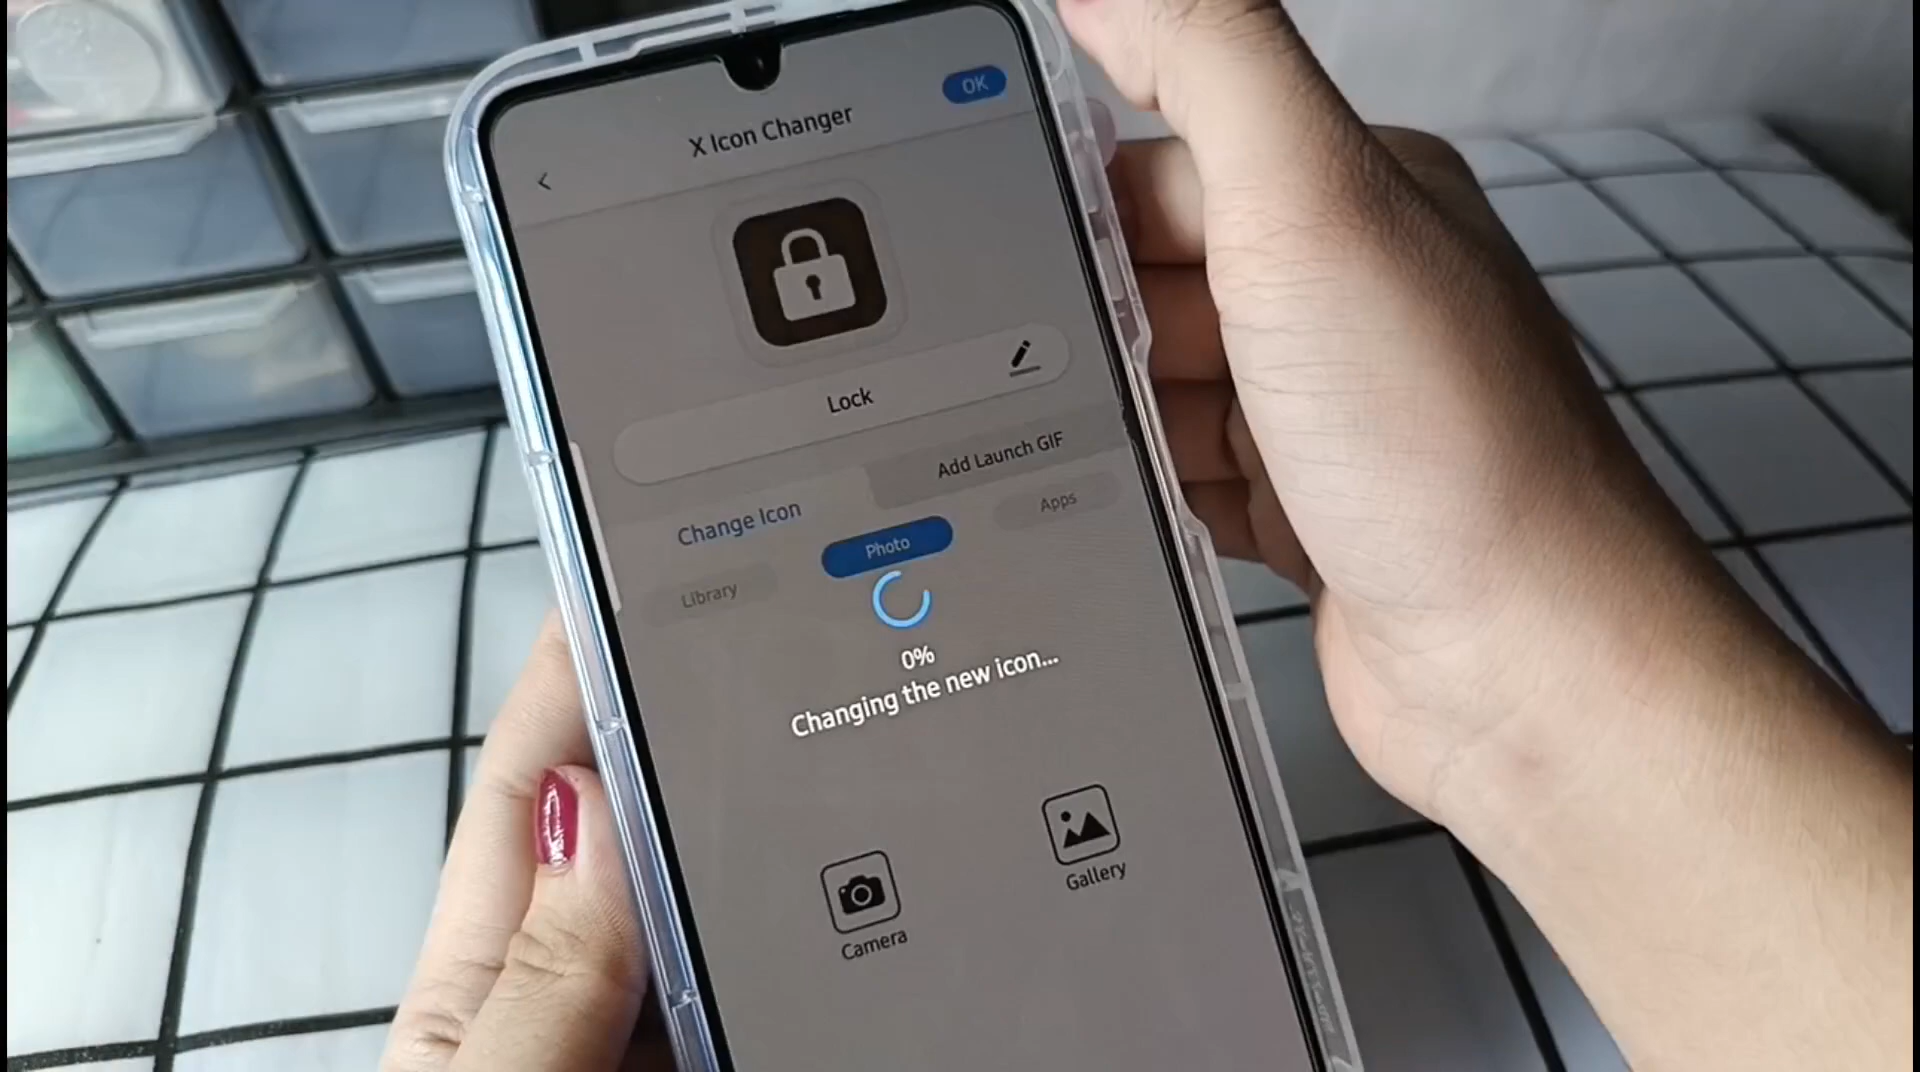 OK
X Icon Changer
Lock
Add Launch GIF
Change Icon
Apps
Photo
Library
0%
Changing the new icon...
Gallery
Camera